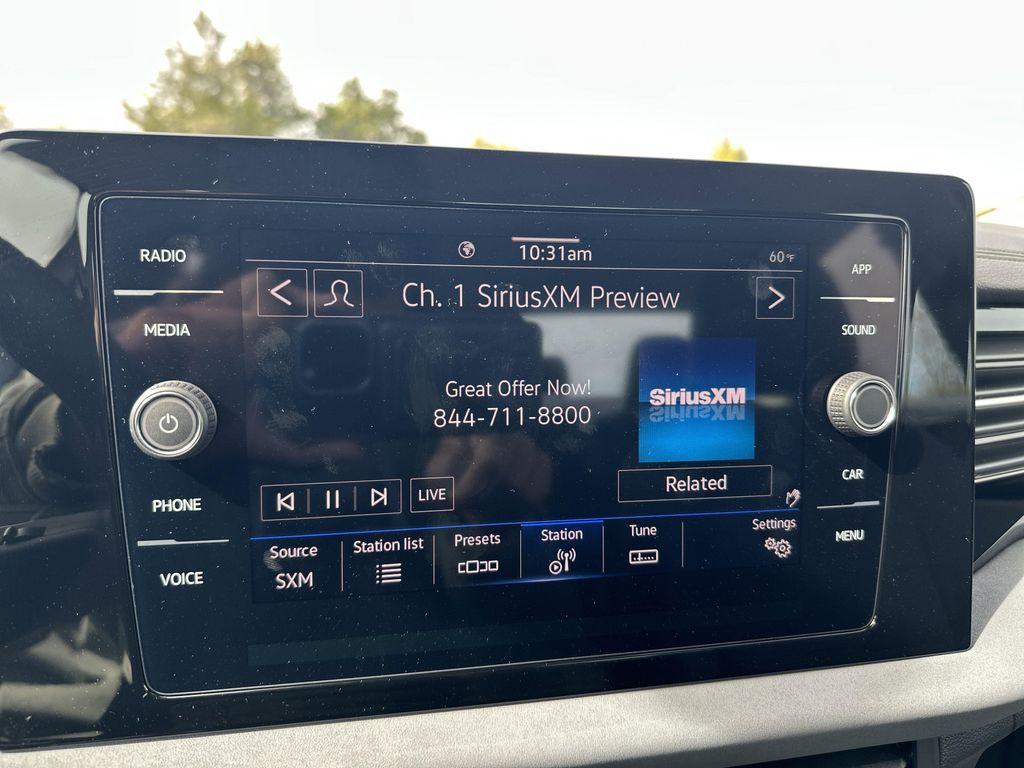 RADIO
MEDIA
PHONE
VOICE
10:31am
60°F
Ch. 1 SiriusXM Preview
Great Offer Now!
844-711-8800
SiriusXM
Related
LIVE
Source
SXM
Station list
Presets
Station
Tune
Settings
APP
SOUND
CAR
MENU